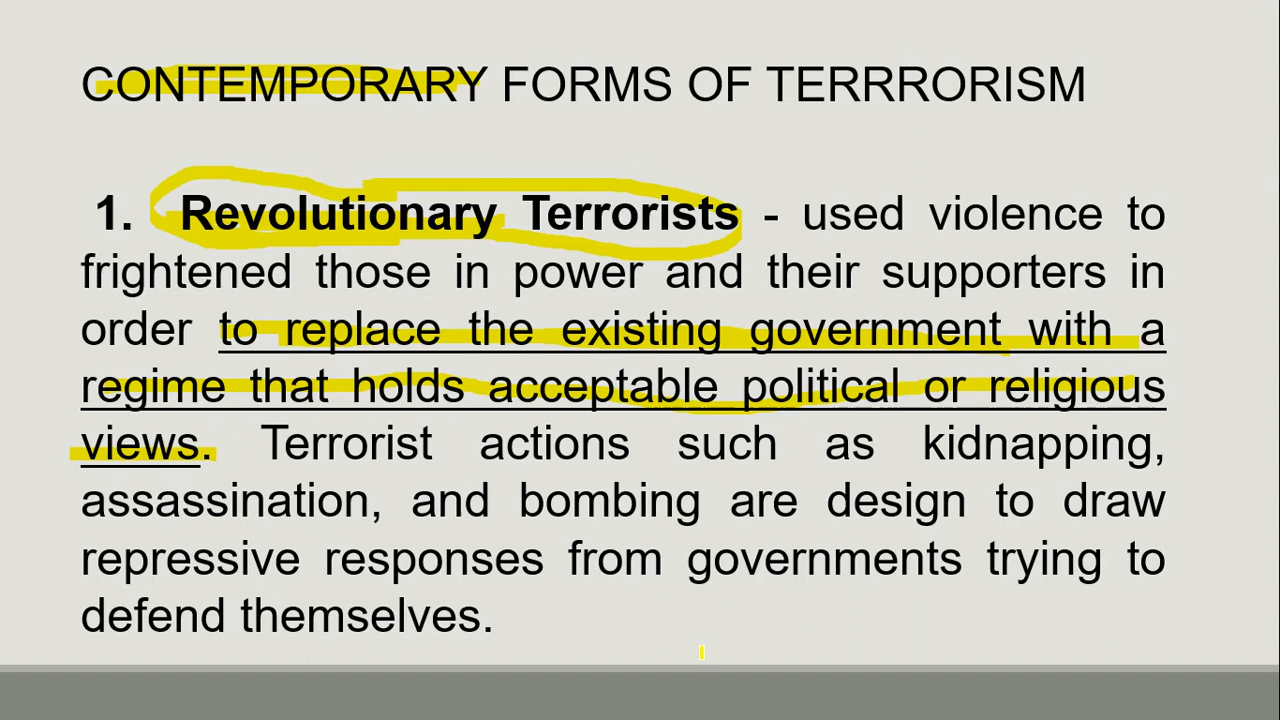 CONTEMPORARY FORMS OF TERRRORISM
1. Revolutionary Terrorists - used violence to
frightened those in power and their supporters in
order to replace the existing government with a
regime that holds acceptable political or religious
views. Terrorist actions such as kidnapping,
assassination, and bombing are design to draw
repressive responses from governments trying to
defend themselves.